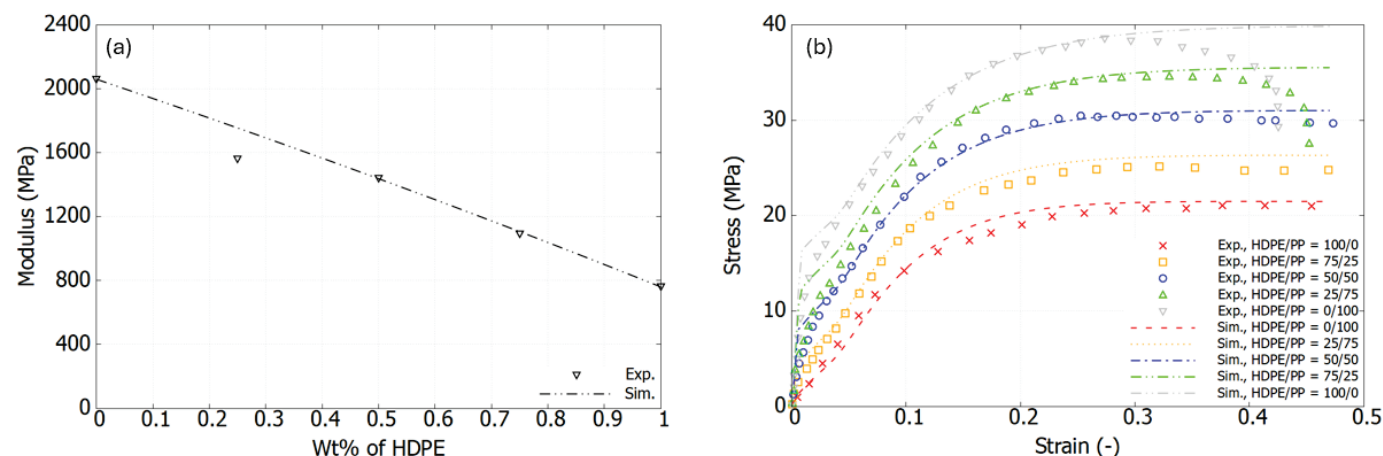 (a)
Modulus (MPa)
2400
2000
1600
1200
800
400
0
Exp.
Sim.
0 0.1 0.2 0.3 0.4 0.5 0.6 0.7 0.8 0.9 1
Wt% of HDPE
(b)
Stress (MPa)
40
30
20
10
0
Exp., HDPE/PP = 100/0
Exp., HDPE/PP = 75/25
Exp., HDPE/PP = 50/50
Exp., HDPE/PP = 25/75
Exp., HDPE/PP = 0/100
Sim., HDPE/PP = 0/100
Sim., HDPE/PP = 25/75
Sim., HDPE/PP = 50/50
Sim., HDPE/PP = 75/25
Sim., HDPE/PP = 100/0
0 0.1 0.2 0.3 0.4 0.5
Strain (-)